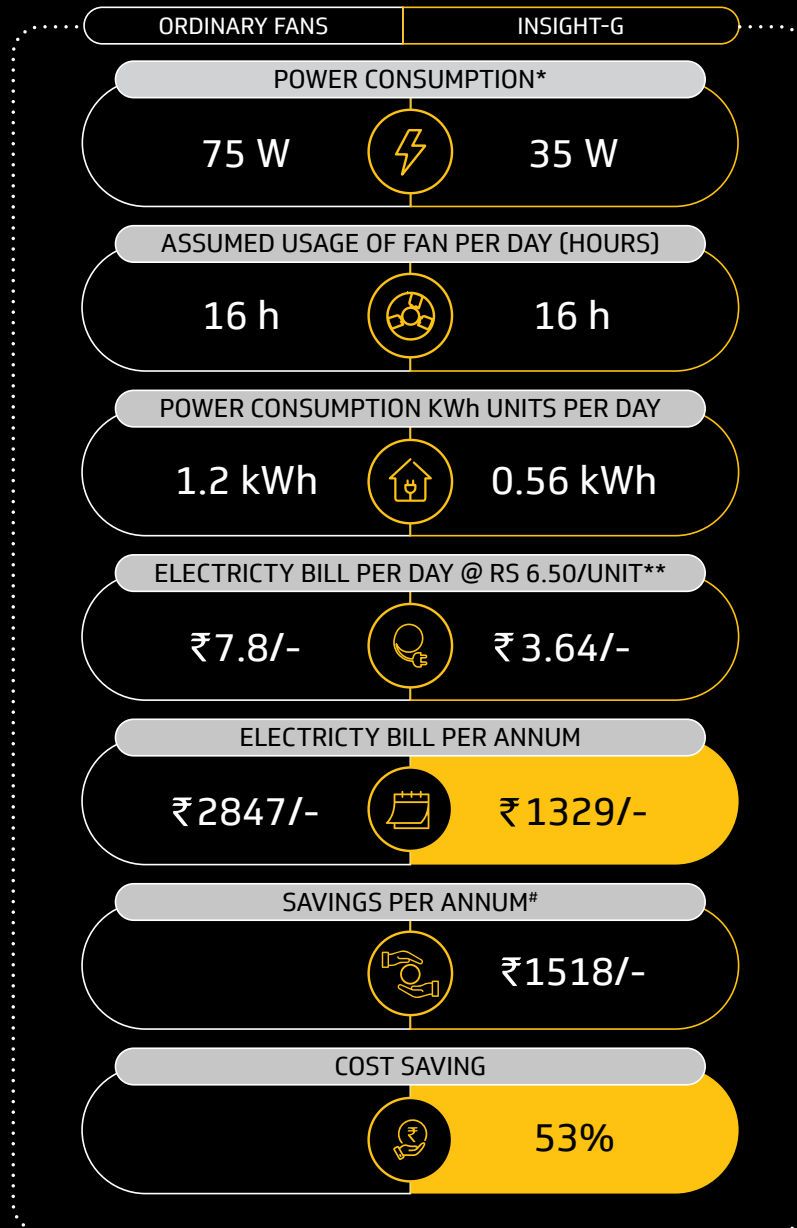 ORDINARY FANS INSIGHT-G
POWER CONSUMPTION*
75 W 35 W
ASSUMED USAGE OF FAN PER DAY (HOURS)
16 h 16 h
POWER CONSUMPTION KWh UNITS PER DAY
1.2 kWh 0.56 kWh
ELECTRICTY BILL PER DAY @ RS 6.50/UNIT**
₹7.8/- ₹3.64/-
ELECTRICTY BILL PER ANNUM
₹2847/- ₹1329/-
SAVINGS PER ANNUM#
₹1518/-
COST SAVING
₹ 53%